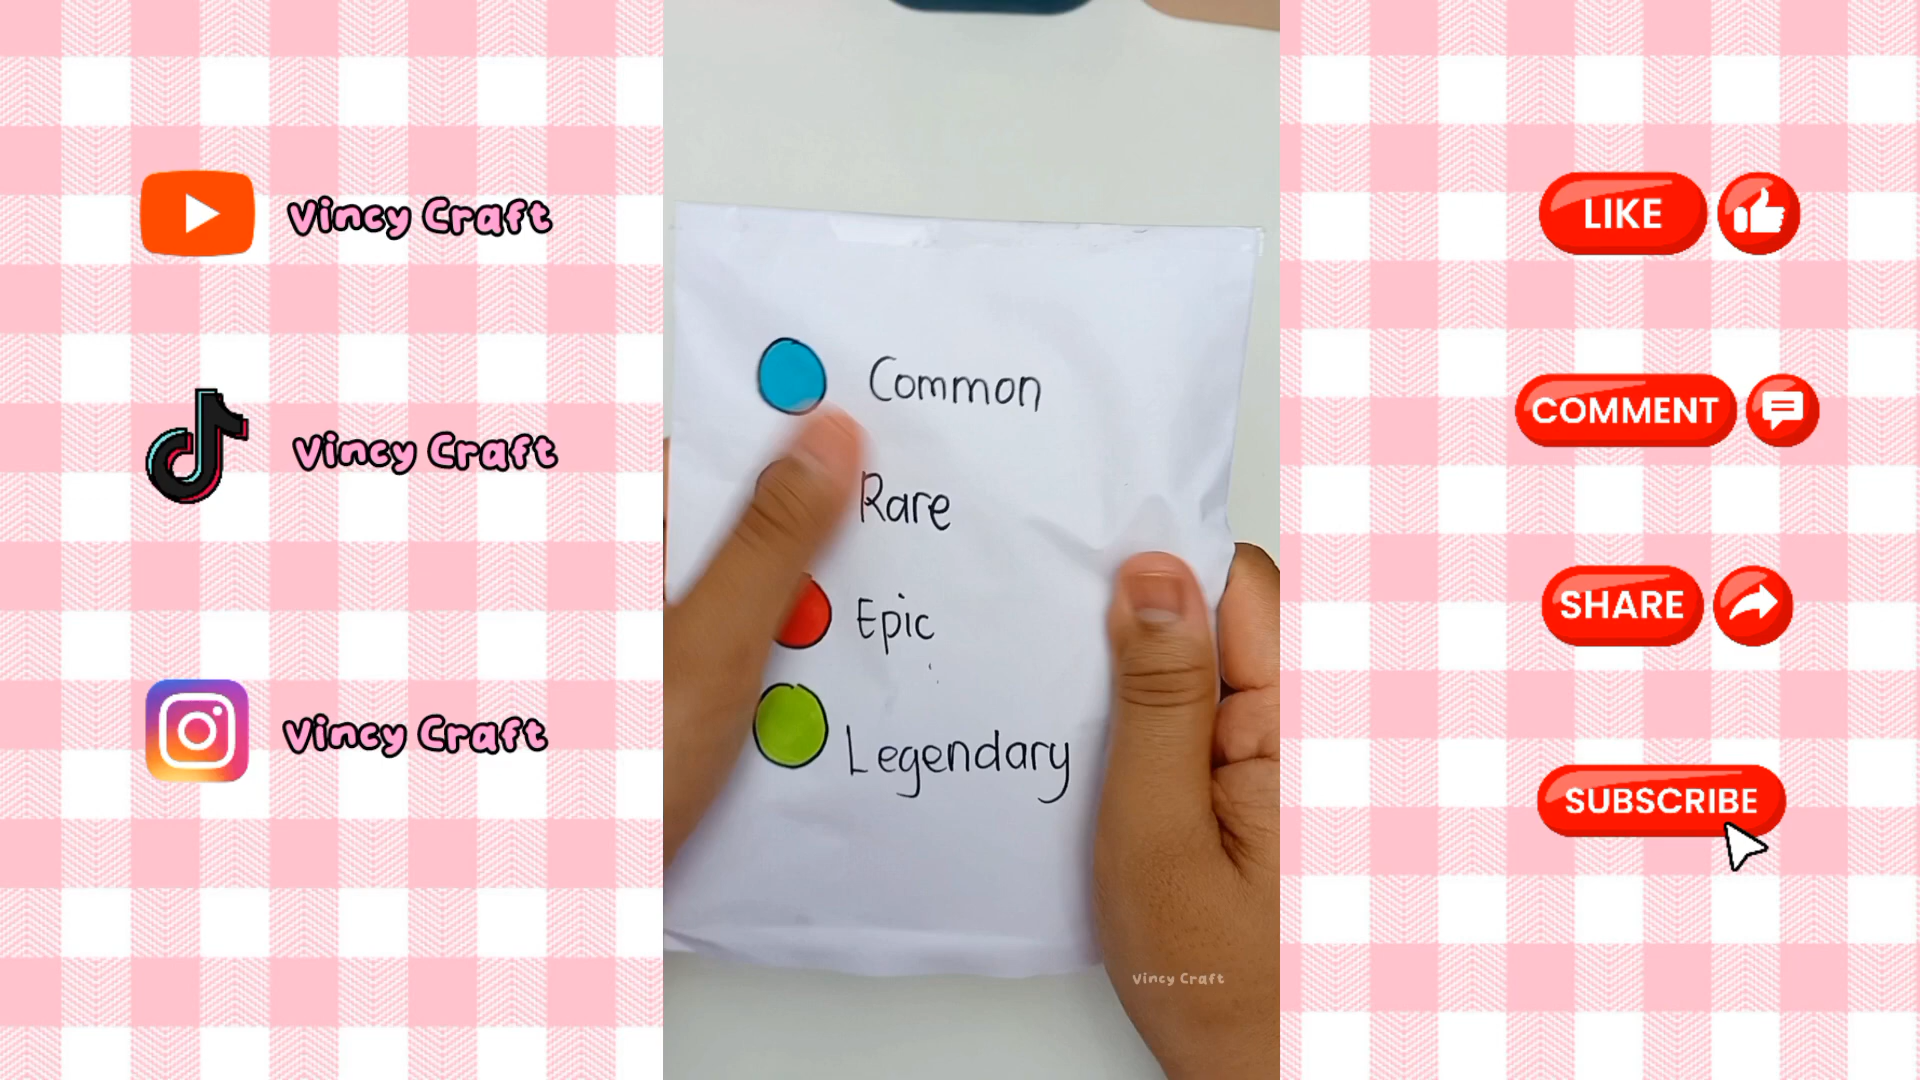 Vincy Craft
Vincy Craft
Vincy Craft
Common
Rare
Epic
Legendary
Vincy Craft
LIKE
COMMENT
SHARE
SUBSCRIBE